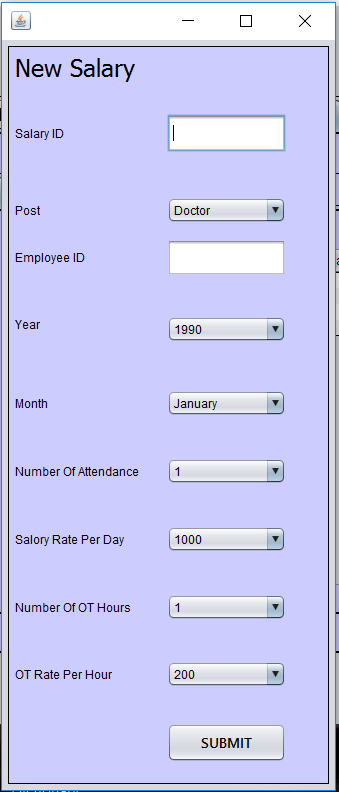 New Salary
Salary ID
Post Doctor
Employee ID
Year 1990
Month January
Number Of Attendance 1
Salory Rate Per Day 1000
Number Of OT Hours 1
OT Rate Per Hour 200
SUBMIT